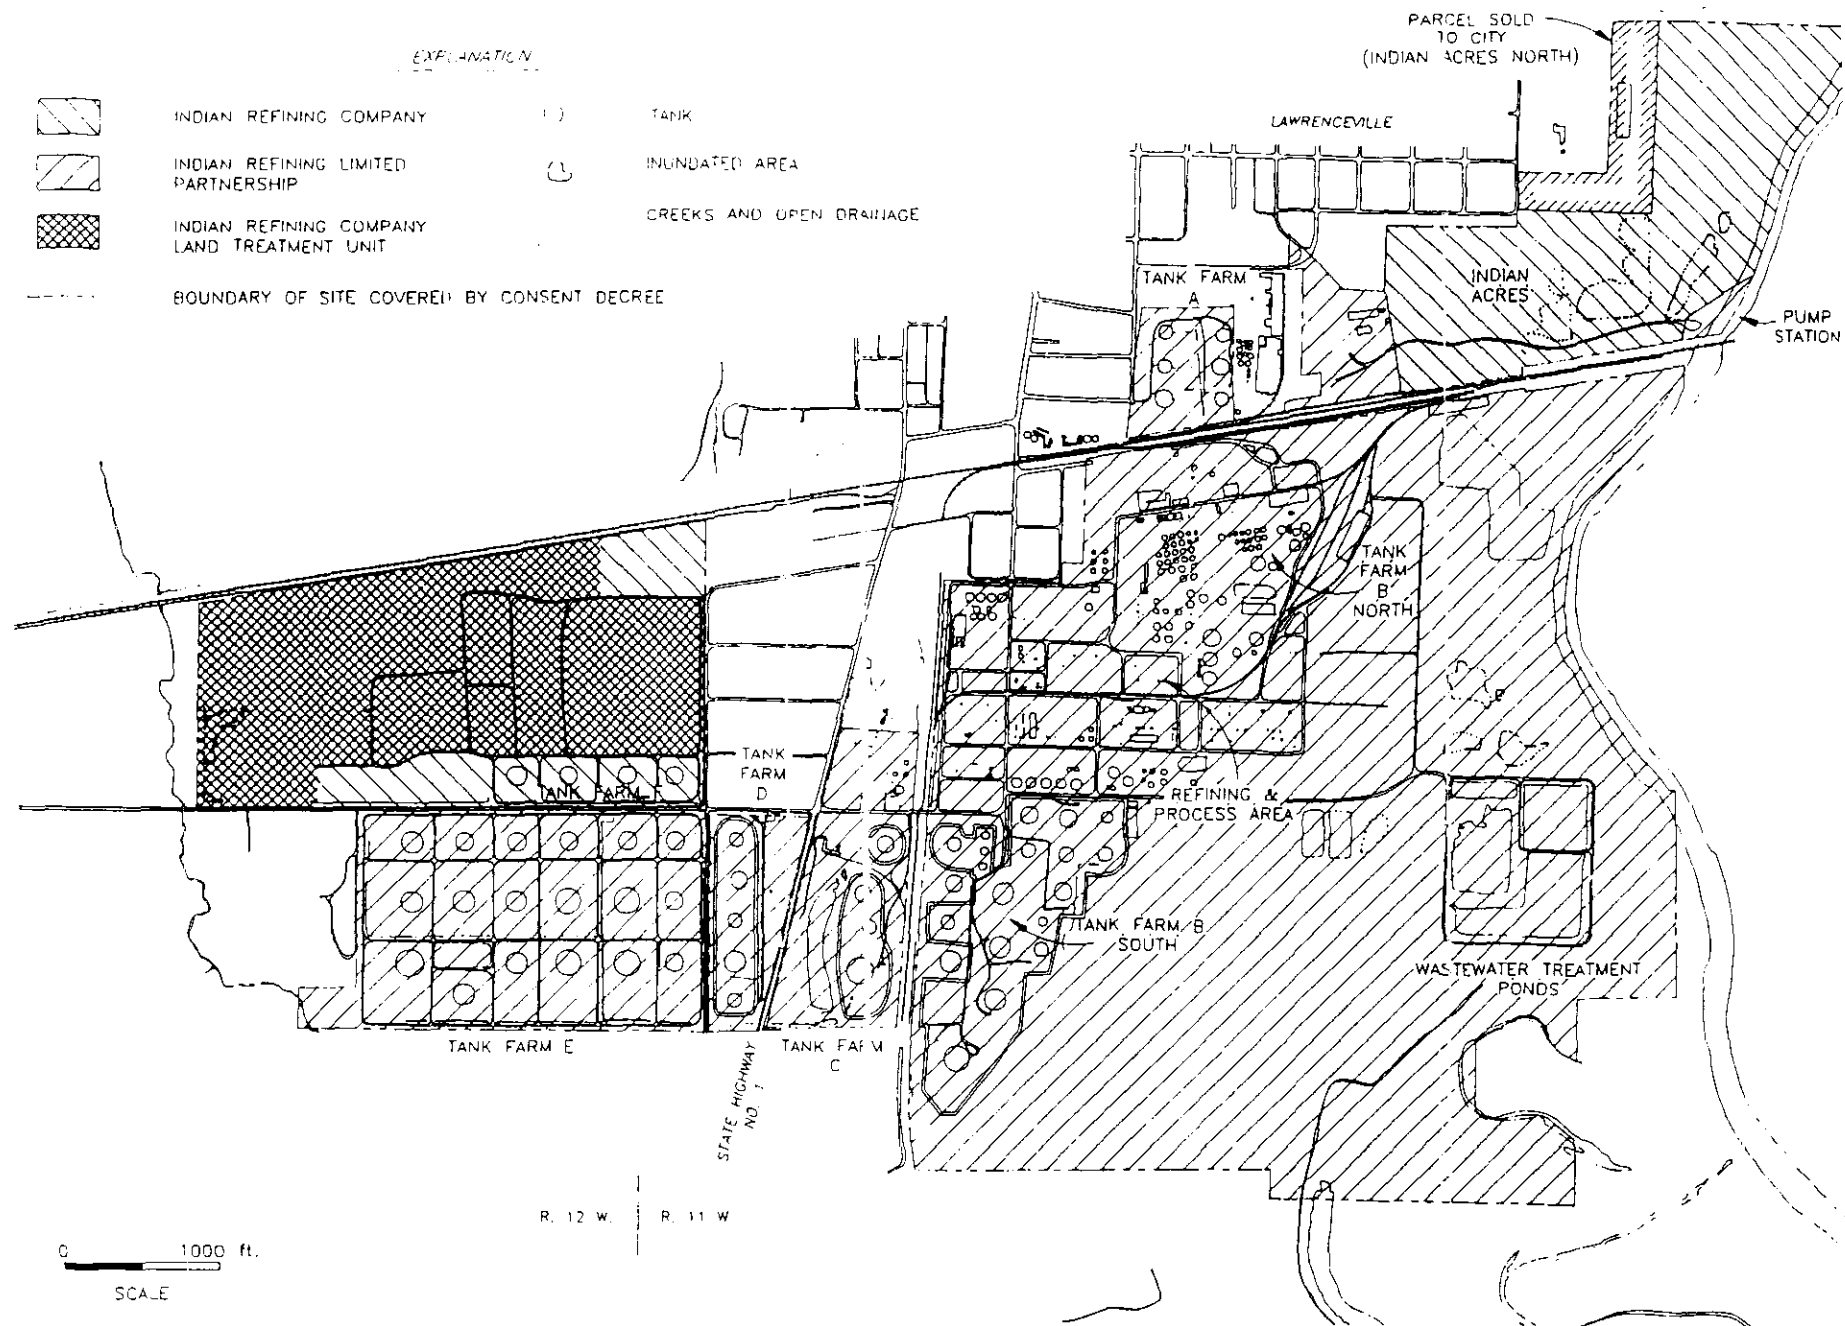 EXPLANATION
INDIAN REFINING COMPANY
INDIAN REFINING LIMITED
PARTNERSHIP
INDIAN REFINING COMPANY
LAND TREATMENT UNIT
BOUNDARY OF SITE COVERED BY CONSENT DECREE
TANK
INUNDATED AREA
CREEKS AND OPEN DRAINAGE
PARCEL SOLD
TO CITY
(INDIAN ACRES NORTH)
LAWRENCEVILLE
TANK FARM
A
INDIAN
ACRES
PUMP
STATION
TANK
FARM
B
NORTH
TANK
FARM
D
TANK FARM F
REFINING &
PROCESS AREA
TANK FARM B
SOUTH
WASTEWATER TREATMENT
PONDS
TANK FARM E
STATE HIGHWAY
NO. 1
TANK FARM
C
R. 12 W.
R. 11 W
0
1000 ft.
SCALE